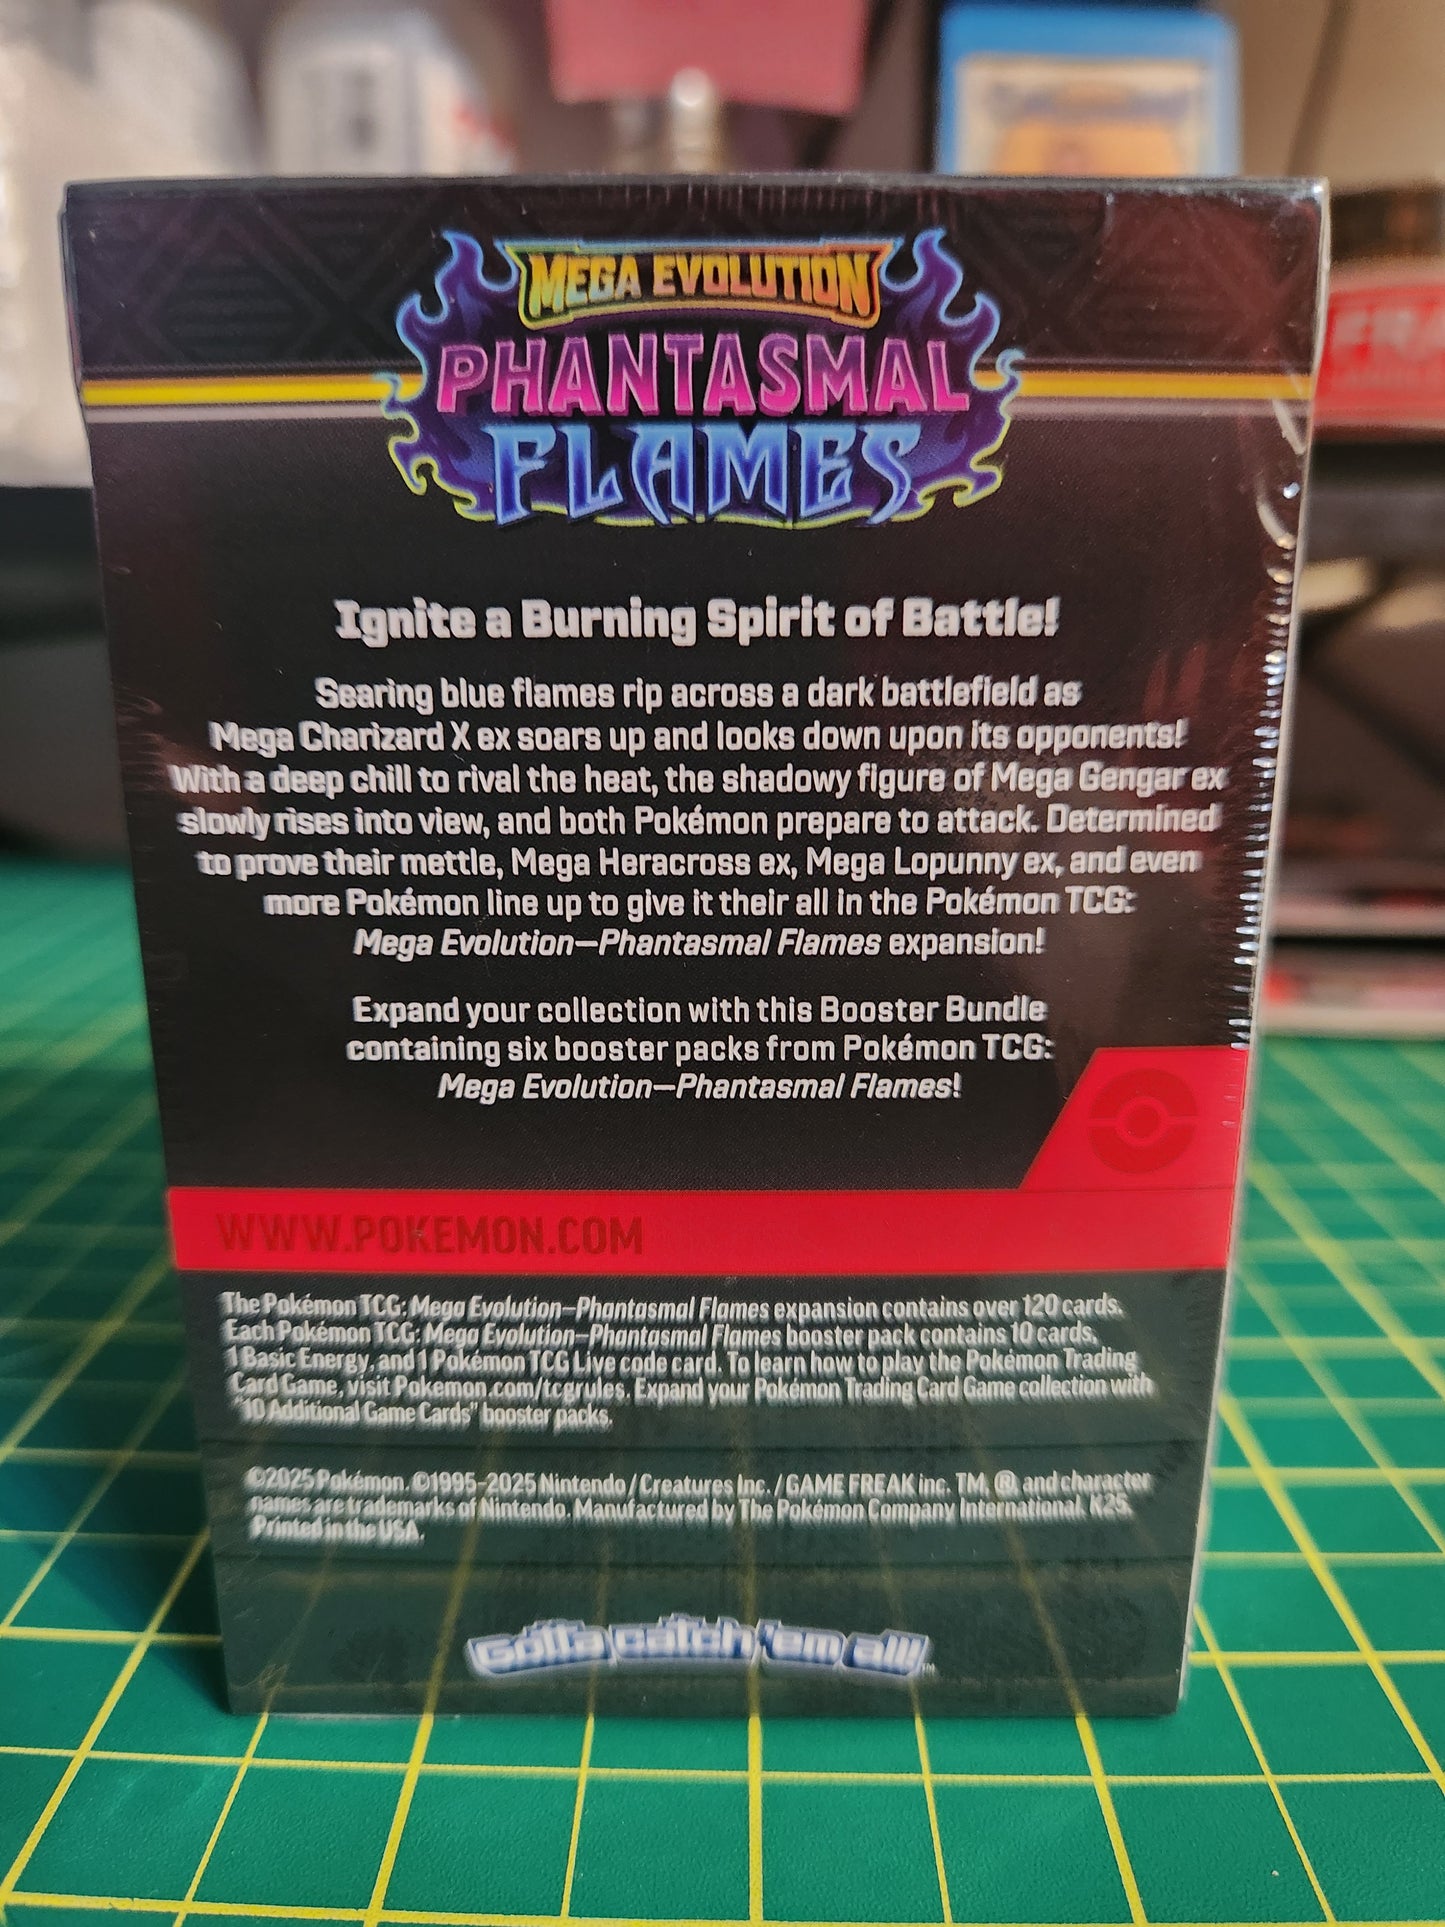 MEGA EVOLUTION
PHANTASMAL
FLAMES
Ignite a Burning Spirit of Battle!
Searing blue flames rip across a dark battlefield as
Mega Charizard X ex soars up and looks down upon its opponents!
With a deep chill to rival the heat, the shadowy figure of Mega Gengar ex
slowly rises into view, and both Pokémon prepare to attack. Determined
to prove their mettle, Mega Heracross ex, Mega Lopunny ex, and even
more Pokémon line up to give it their all in the Pokémon TCG:
Mega Evolution—Phantasmal Flames expansion!
Expand your collection with this Booster Bundle
containing six booster packs from Pokémon TCG:
Mega Evolution—Phantasmal Flames!
WWW.POKEMON.COM
The Pokémon TCG: Mega Evolution—Phantasmal Flames expansion contains over 120 cards.
Each Pokémon TCG: Mega Evolution—Phantasmal Flames booster pack contains 10 cards,
1 Basic Energy, and 1 Pokémon TCG Live code card. To learn how to play the Pokémon Trading
Card Game, visit Pokemon.com/tcgrules. Expand your Pokémon Trading Card Game collection with
"10 Additional Game Cards" booster packs.
©2025 Pokémon. ©1995–2025 Nintendo / Creatures Inc. / GAME FREAK inc. TM, ®, and character
names are trademarks of Nintendo. Manufactured by The Pokémon Company International. K25.
Printed in the USA.
Gotta catch 'em all!™